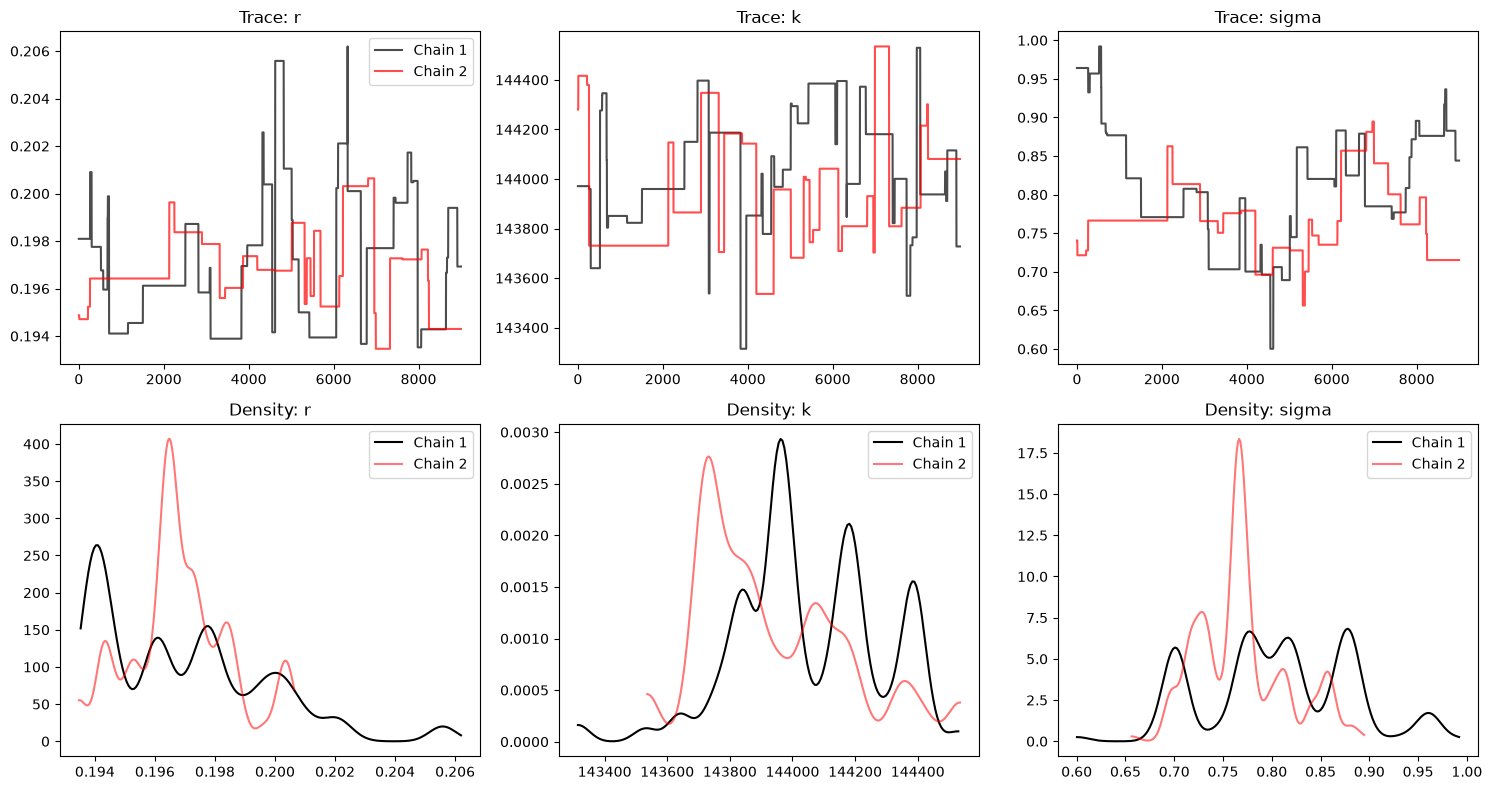 Trace: r
0.206
0.204
0.202
0.200
0.198
0.196
0.194
0 2000 4000 6000 8000
Chain 1
Chain 2
Trace: k
144400
144200
144000
143800
143600
143400
0 2000 4000 6000 8000
Trace: sigma
1.00
0.95
0.90
0.85
0.80
0.75
0.70
0.65
0.60
0 2000 4000 6000 8000
Density: r
400
350
300
250
200
150
100
50
0
0.194 0.196 0.198 0.200 0.202 0.204 0.206
Chain 1
Chain 2
Density: k
0.0030
0.0025
0.0020
0.0015
0.0010
0.0005
0.0000
143400 143600 143800 144000 144200 144400
Chain 1
Chain 2
Density: sigma
17.5
15.0
12.5
10.0
7.5
5.0
2.5
0.0
0.60 0.65 0.70 0.75 0.80 0.85 0.90 0.95 1.00
Chain 1
Chain 2